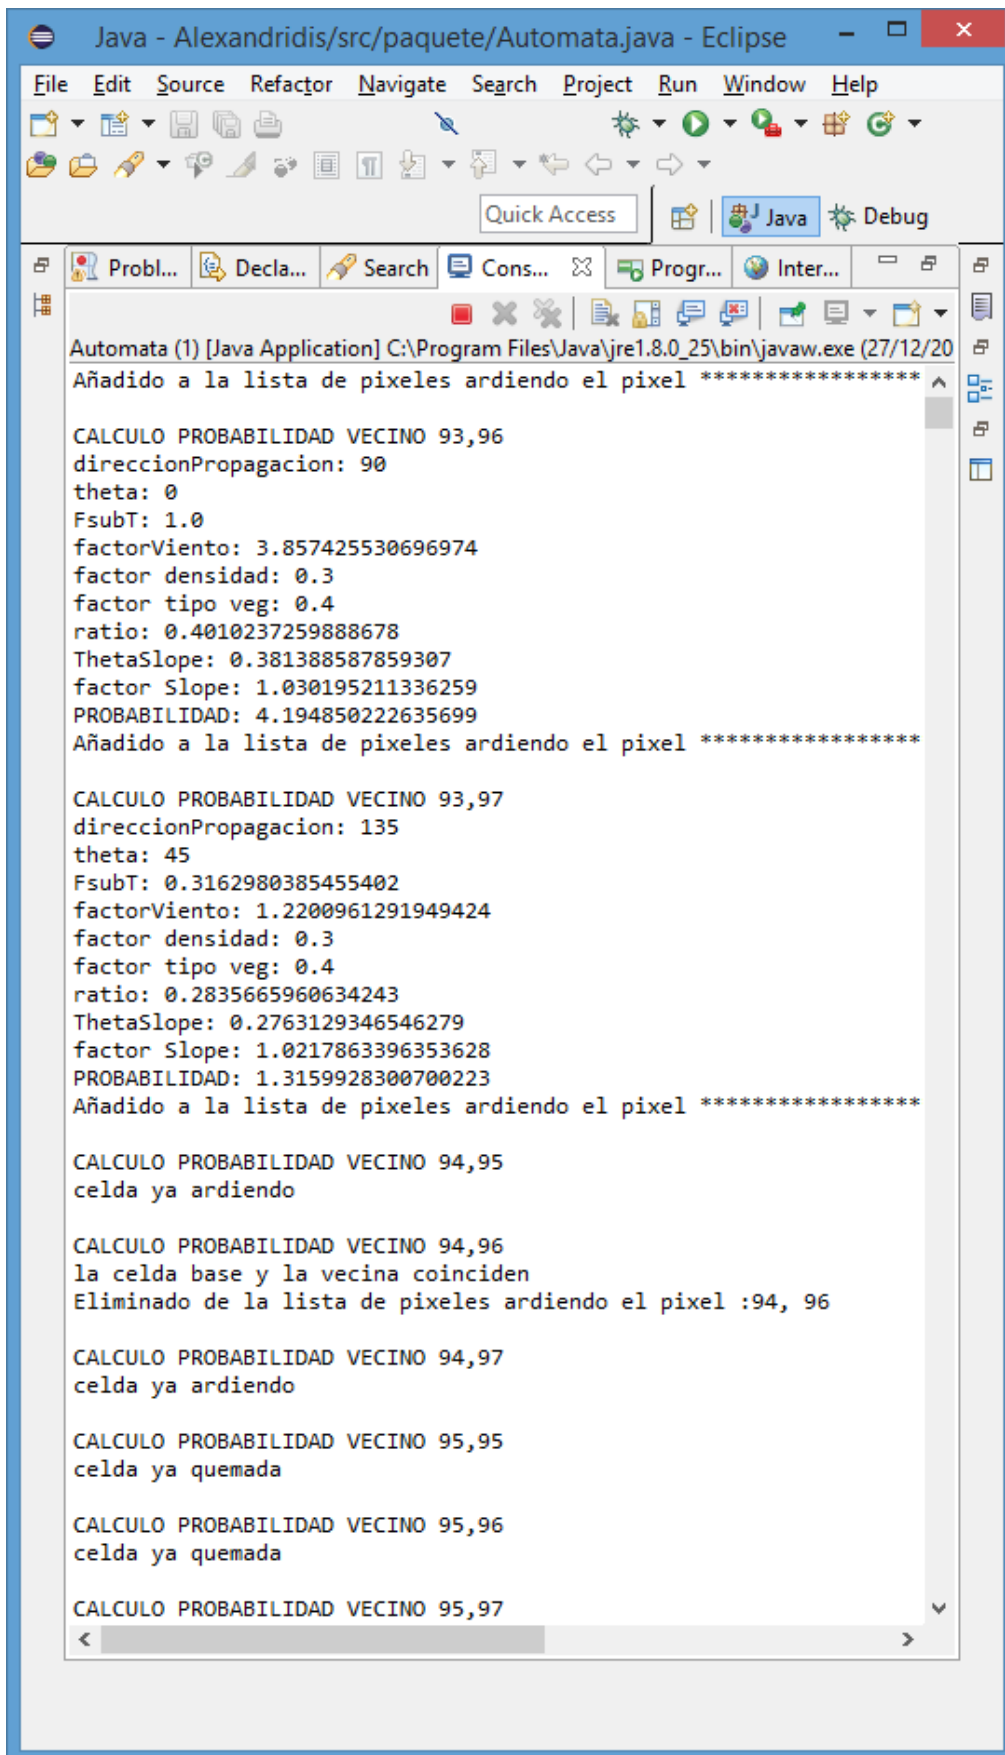 Java - Alexandridis/src/paquete/Automata.java - Eclipse
File Edit Source Refactor Navigate Search Project Run Window Help
Quick Access Java Debug
Probl... Decla... Search Cons... Progr... Inter...
Automata (1) [Java Application] C:\Program Files\Java\jre1.8.0_25\bin\javaw.exe (27/12/20
Añadido a la lista de pixeles ardiendo el pixel *****************
CALCULO PROBABILIDAD VECINO 93,96
direccionPropagacion: 90
theta: 0
FsubT: 1.0
factorViento: 3.857425530696974
factor densidad: 0.3
factor tipo veg: 0.4
ratio: 0.4010237259888678
ThetaSlope: 0.381388587859307
factor Slope: 1.030195211336259
PROBABILIDAD: 4.194850222635699
Añadido a la lista de pixeles ardiendo el pixel *****************
CALCULO PROBABILIDAD VECINO 93,97
direccionPropagacion: 135
theta: 45
FsubT: 0.3162980385455402
factorViento: 1.2200961291949424
factor densidad: 0.3
factor tipo veg: 0.4
ratio: 0.2835665960634243
ThetaSlope: 0.2763129346546279
factor Slope: 1.0217863396353628
PROBABILIDAD: 1.3159928300700223
Añadido a la lista de pixeles ardiendo el pixel *****************
CALCULO PROBABILIDAD VECINO 94,95
celda ya ardiendo
CALCULO PROBABILIDAD VECINO 94,96
la celda base y la vecina coinciden
Eliminado de la lista de pixeles ardiendo el pixel :94, 96
CALCULO PROBABILIDAD VECINO 94,97
celda ya ardiendo
CALCULO PROBABILIDAD VECINO 95,95
celda ya quemada
CALCULO PROBABILIDAD VECINO 95,96
celda ya quemada
CALCULO PROBABILIDAD VECINO 95,97